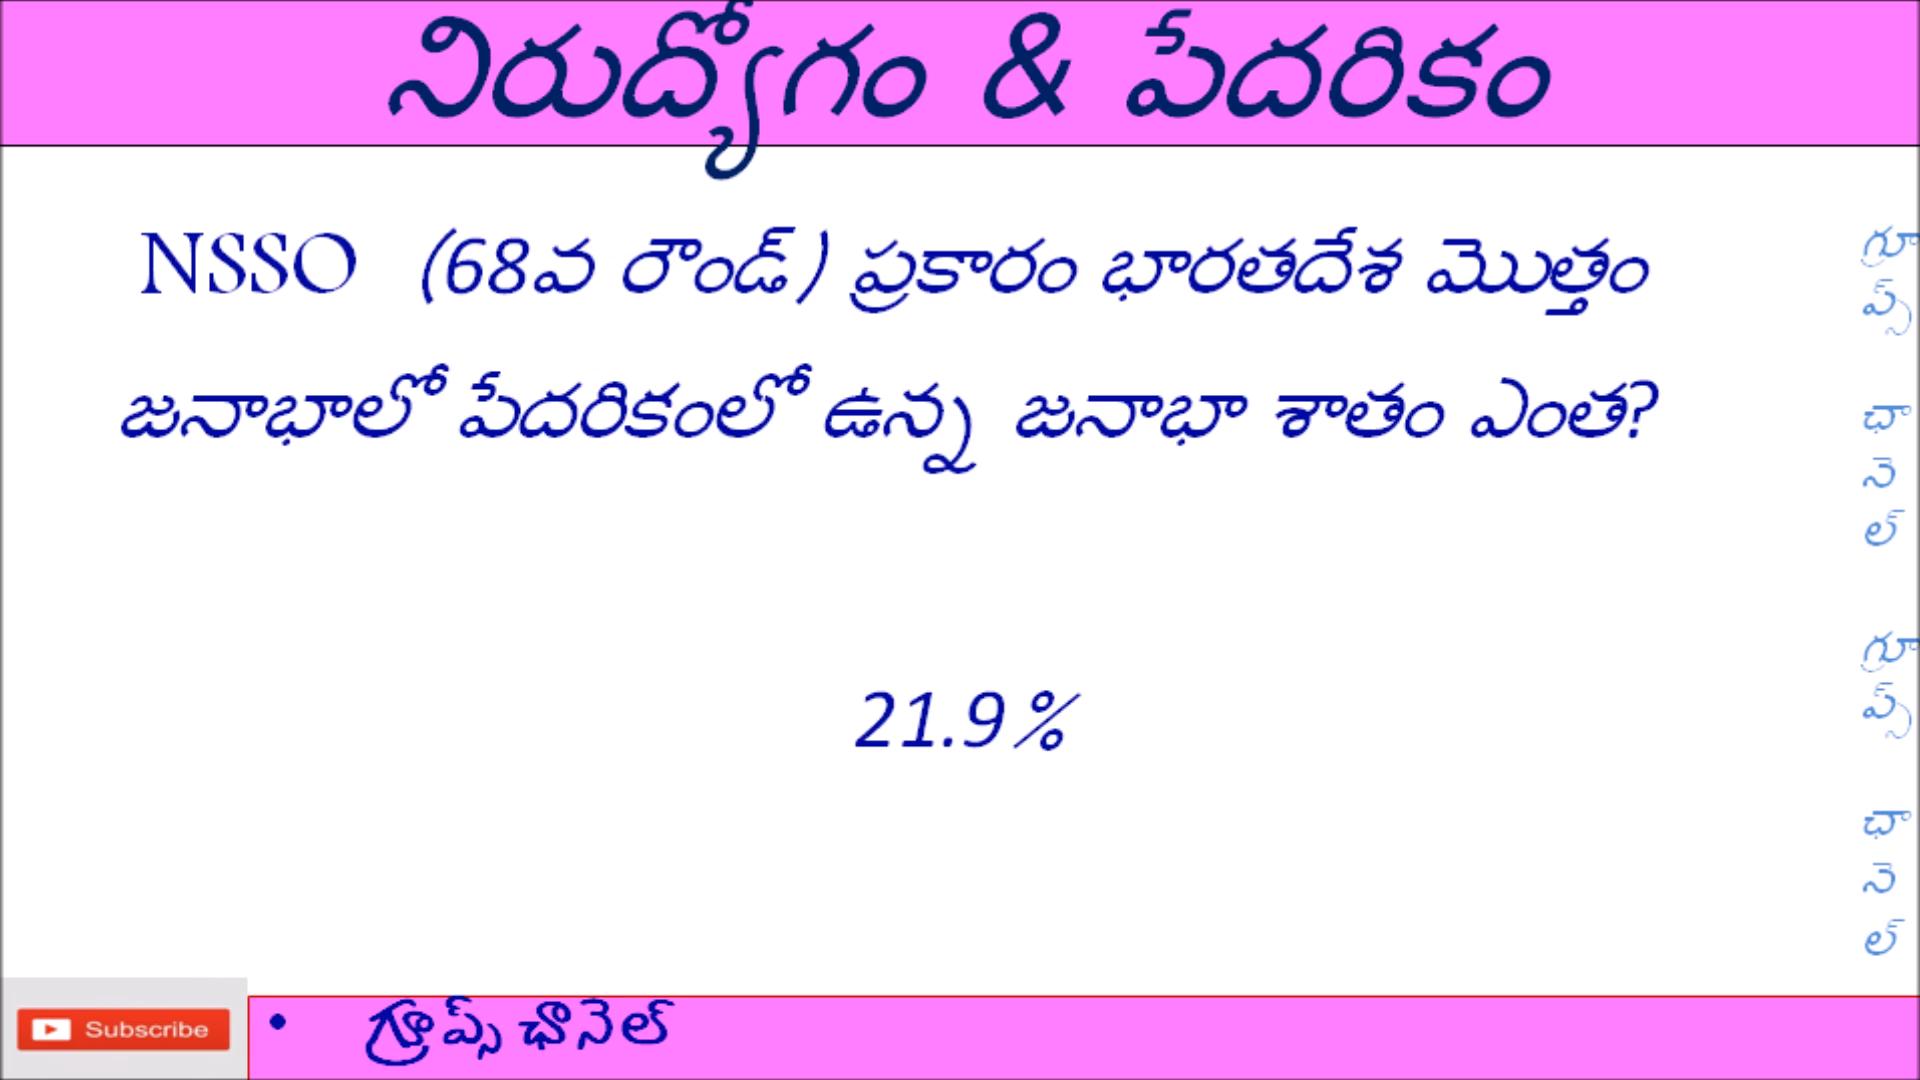 నిరుద్యోగం & పేదరికం
NSSO (68వ రౌండ్) ప్రకారం భారతదేశ మొత్తం
జనాభాలో పేదరికంలో ఉన్న జనాభా శాతం ఎంత?
21.9%
గ్రూ
ప్స్
ఛా
నె
ల్
గ్రూ
ప్స్
ఛా
నె
ల్
Subscribe
• గ్రూప్స్ ఛానెల్